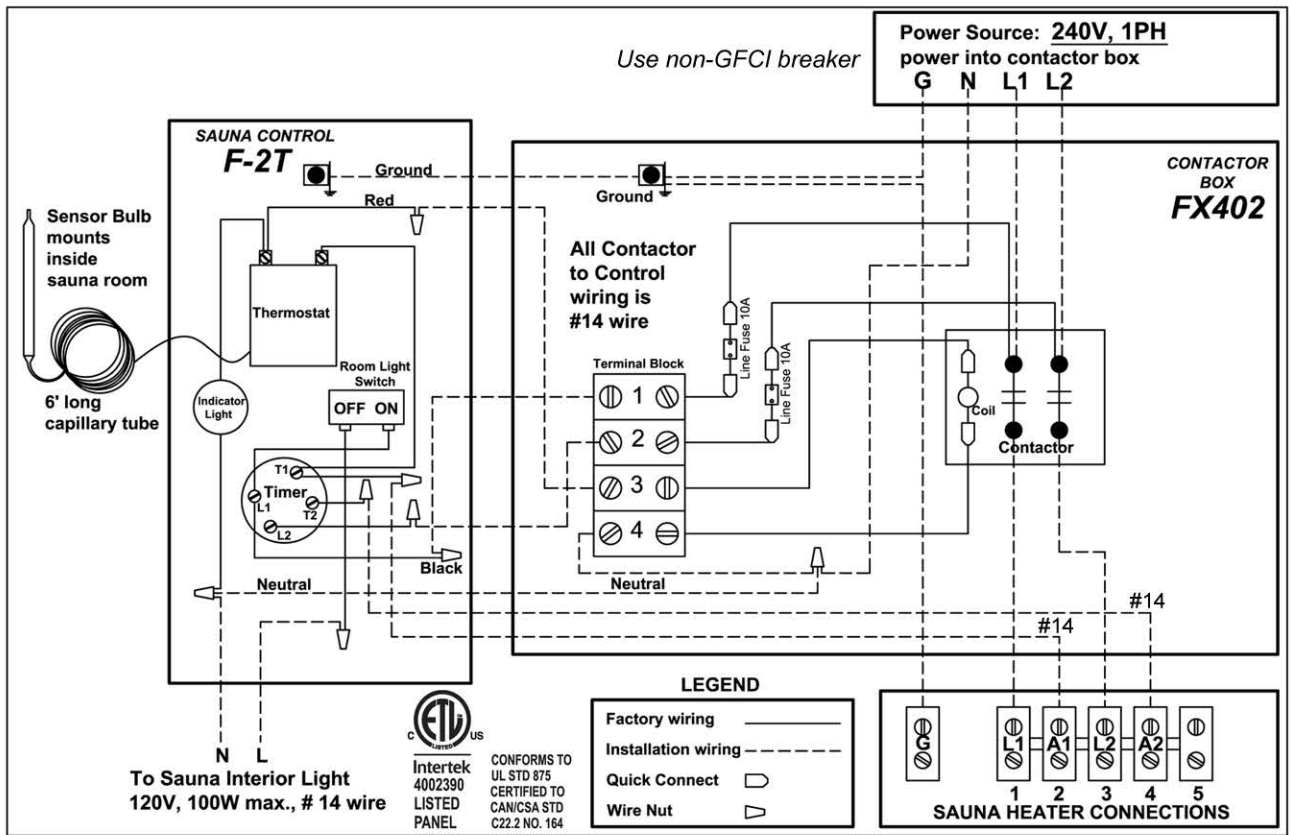 Use non-GFCI breaker
Power Source: 240V, 1PH
power into contactor box
G N L1 L2
SAUNA CONTROL
F-2T
Ground
Red
Sensor Bulb
mounts
inside
sauna room
Thermostat
6' long
capillary tube
Indicator
Light
Room Light
Switch
OFF ON
T1
Timer
L1
T2
L2
Black
Neutral
N L
To Sauna Interior Light
120V, 100W max., # 14 wire
CONTACTOR
BOX
FX402
Ground
All Contactor
to Control
wiring is
#14 wire
Line Fuse 10A
Line Fuse 10A
Terminal Block
1
2
3
4
Coil
Contactor
Neutral
#14
#14
C ETL US
LISTED
Intertek
4002390
LISTED
PANEL
CONFORMS TO
UL STD 875
CERTIFIED TO
CAN/CSA STD
C22.2 NO. 164
LEGEND
Factory wiring
Installation wiring
Quick Connect
Wire Nut
G L1 A1 L2 A2
1 2 3 4 5
SAUNA HEATER CONNECTIONS